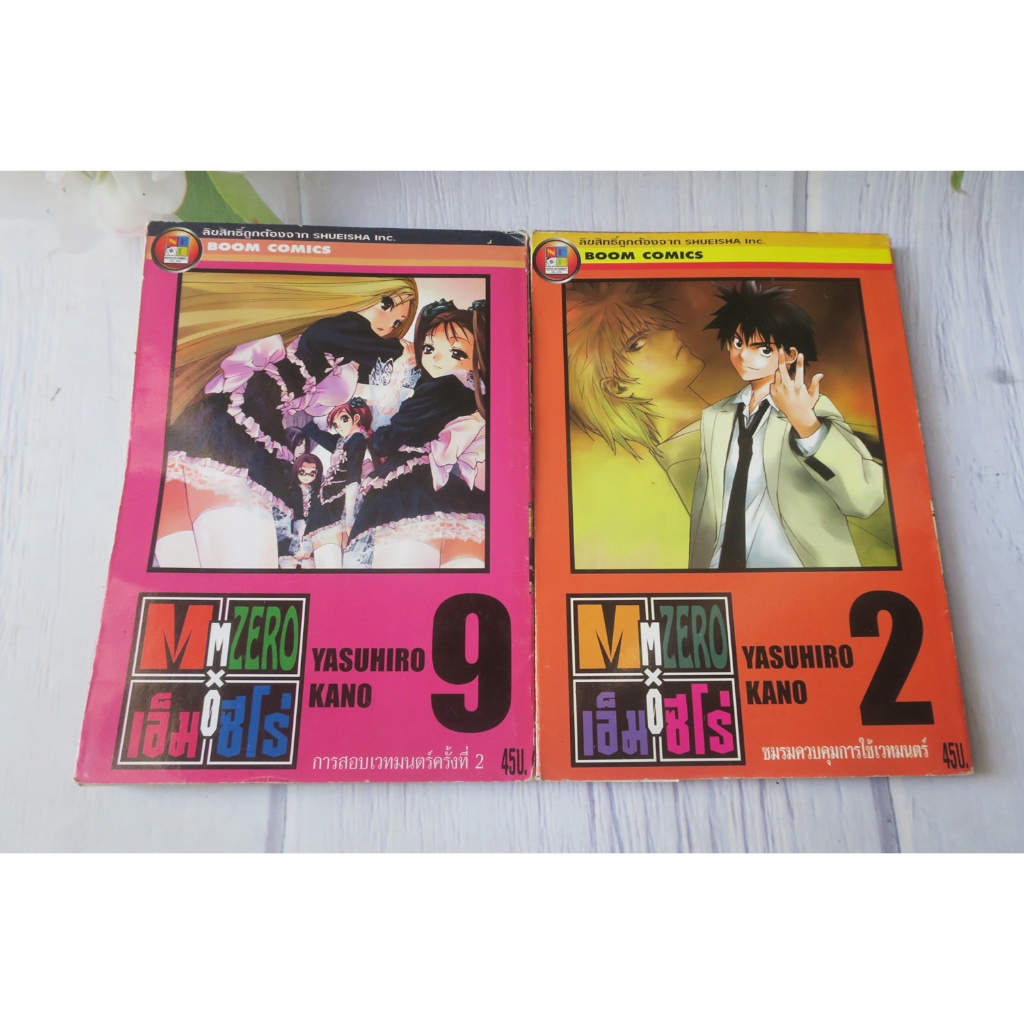 ลิขสิทธิ์ถูกต้องจาก SHUEISHA Inc.
BOOM COMICS
M ZERO
M×0
เอ็ม ซีโร่
YASUHIRO
KANO
9
การสอบเวทมนตร์ครั้งที่ 2
45บ.
ลิขสิทธิ์ถูกต้องจาก SHUEISHA Inc.
BOOM COMICS
M ZERO
M×0
เอ็ม ซีโร่
YASUHIRO
KANO
2
ชมรมควบคุมการใช้เวทมนตร์
45บ.